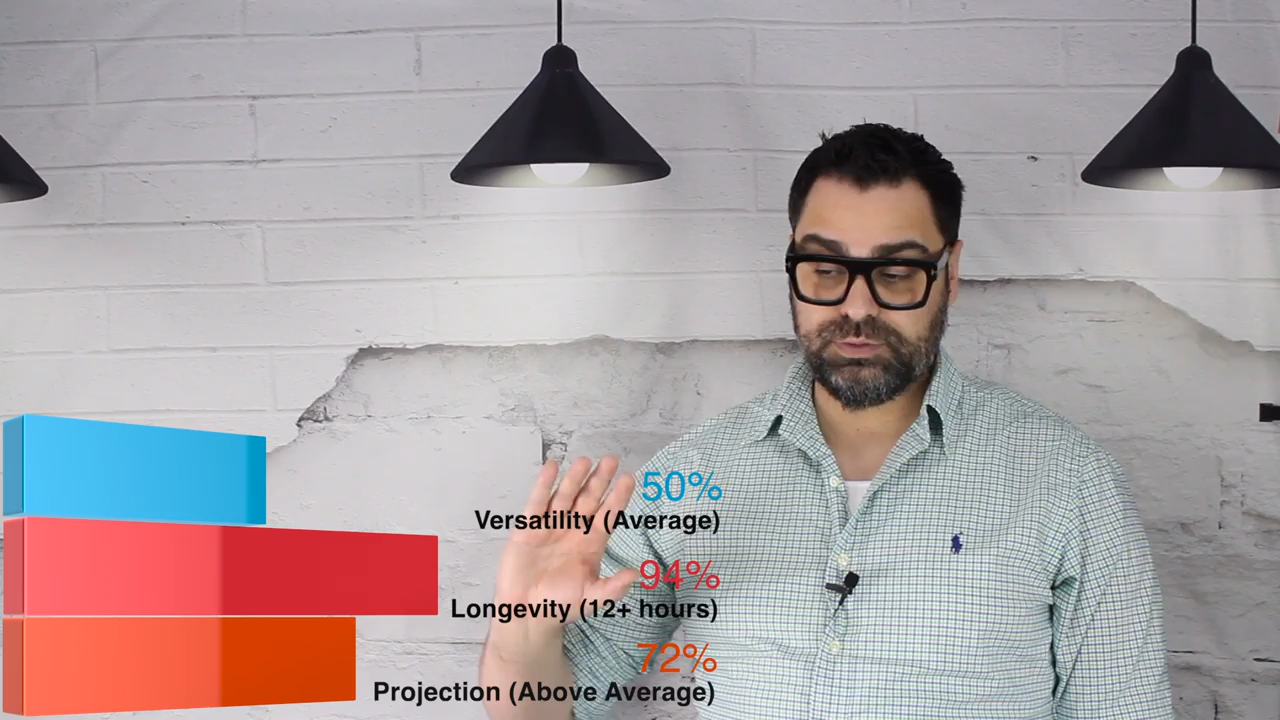 50%
Versatility (Average)
94%
Longevity (12+ hours)
72%
Projection (Above Average)